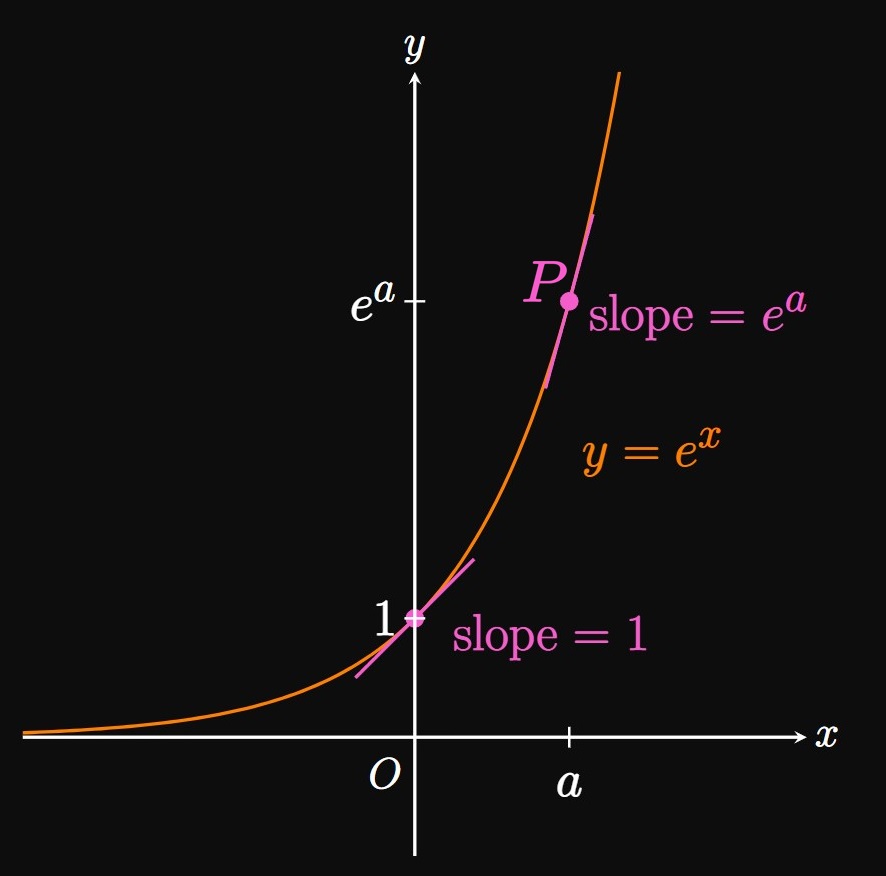 y
P
e^a
slope = e^a
y = e^x
1
slope = 1
x
O
a